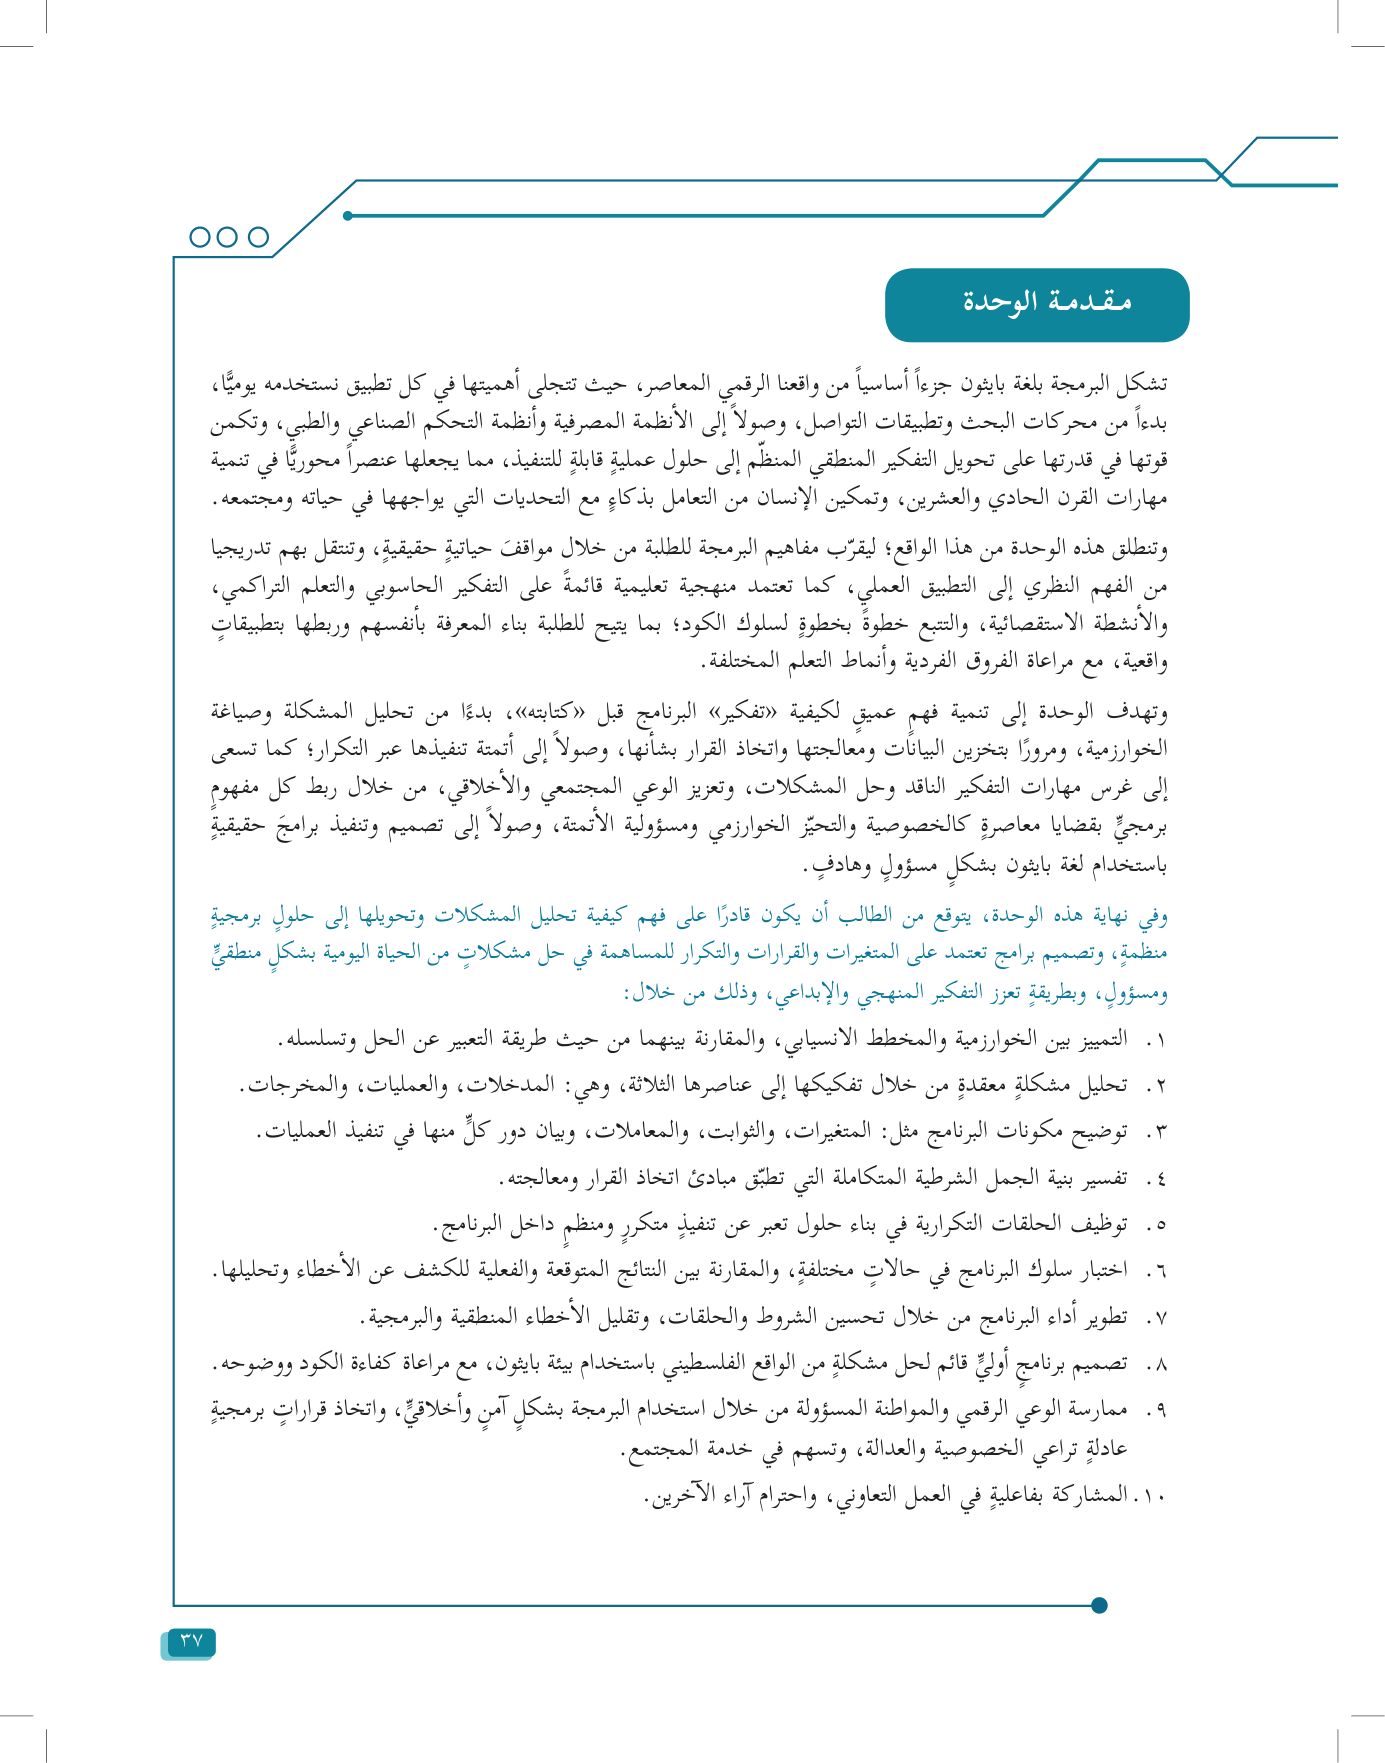 مـقـدمـة الوحدة
تشكل البرمجة بلغة بايثون جزءاً أساسياً من واقعنا الرقمي المعاصر، حيث تتجلى أهميتها في كل تطبيق نستخدمه يوميًّا،
بدءاً من محركات البحث وتطبيقات التواصل، وصولاً إلى الأنظمة المصرفية وأنظمة التحكم الصناعي والطبي، وتكمن
قوتها في قدرتها على تحويل التفكير المنطقي المنظّم إلى حلول عمليةٍ قابلةٍ للتنفيذ، مما يجعلها عنصراً محوريًّا في تنمية
مهارات القرن الحادي والعشرين، وتمكين الإنسان من التعامل بذكاءٍ مع التحديات التي يواجهها في حياته ومجتمعه.
وتنطلق هذه الوحدة من هذا الواقع؛ ليقرّب مفاهيم البرمجة للطلبة من خلال مواقفَ حياتيةٍ حقيقيةٍ، وتنتقل بهم تدريجيا
من الفهم النظري إلى التطبيق العملي، كما تعتمد منهجية تعليمية قائمةً على التفكير الحاسوبي والتعلم التراكمي،
والأنشطة الاستقصائية، والتتبع خطوةً بخطوةٍ لسلوك الكود؛ بما يتيح للطلبة بناء المعرفة بأنفسهم وربطها بتطبيقاتٍ
واقعية، مع مراعاة الفروق الفردية وأنماط التعلم المختلفة.
وتهدف الوحدة إلى تنمية فهمٍ عميقٍ لكيفية «تفكير» البرنامج قبل «كتابته»، بدءًا من تحليل المشكلة وصياغة
الخوارزمية، ومرورًا بتخزين البيانات ومعالجتها واتخاذ القرار بشأنها، وصولاً إلى أتمتة تنفيذها عبر التكرار؛ كما تسعى
إلى غرس مهارات التفكير الناقد وحل المشكلات، وتعزيز الوعي المجتمعي والأخلاقي، من خلال ربط كل مفهومٍ
برمجيٍّ بقضايا معاصرةٍ كالخصوصية والتحيّز الخوارزمي ومسؤولية الأتمتة، وصولاً إلى تصميم وتنفيذ برامجَ حقيقيةٍ
باستخدام لغة بايثون بشكلٍ مسؤولٍ وهادفٍ.
وفي نهاية هذه الوحدة، يتوقع من الطالب أن يكون قادرًا على فهم كيفية تحليل المشكلات وتحويلها إلى حلولٍ برمجيةٍ
منظمةٍ، وتصميم برامج تعتمد على المتغيرات والقرارات والتكرار للمساهمة في حل مشكلاتٍ من الحياة اليومية بشكلٍ منطقيٍّ
ومسؤولٍ، وبطريقةٍ تعزز التفكير المنهجي والإبداعي، وذلك من خلال:
١. التمييز بين الخوارزمية والمخطط الانسيابي، والمقارنة بينهما من حيث طريقة التعبير عن الحل وتسلسله.
٢. تحليل مشكلةٍ معقدةٍ من خلال تفكيكها إلى عناصرها الثلاثة، وهي: المدخلات، والعمليات، والمخرجات.
٣. توضيح مكونات البرنامج مثل: المتغيرات، والثوابت، والمعاملات، وبيان دور كلٍّ منها في تنفيذ العمليات.
٤. تفسير بنية الجمل الشرطية المتكاملة التي تطبّق مبادئ اتخاذ القرار ومعالجته.
٥. توظيف الحلقات التكرارية في بناء حلول تعبر عن تنفيذٍ متكررٍ ومنظمٍ داخل البرنامج.
٦. اختبار سلوك البرنامج في حالاتٍ مختلفةٍ، والمقارنة بين النتائج المتوقعة والفعلية للكشف عن الأخطاء وتحليلها.
٧. تطوير أداء البرنامج من خلال تحسين الشروط والحلقات، وتقليل الأخطاء المنطقية والبرمجية.
٨. تصميم برنامجٍ أوليٍّ قائم لحل مشكلةٍ من الواقع الفلسطيني باستخدام بيئة بايثون، مع مراعاة كفاءة الكود ووضوحه.
٩. ممارسة الوعي الرقمي والمواطنة المسؤولة من خلال استخدام البرمجة بشكلٍ آمنٍ وأخلاقيٍّ، واتخاذ قراراتٍ برمجيةٍ
عادلةٍ تراعي الخصوصية والعدالة، وتسهم في خدمة المجتمع.
١٠. المشاركة بفاعليةٍ في العمل التعاوني، واحترام آراء الآخرين.
٣٧